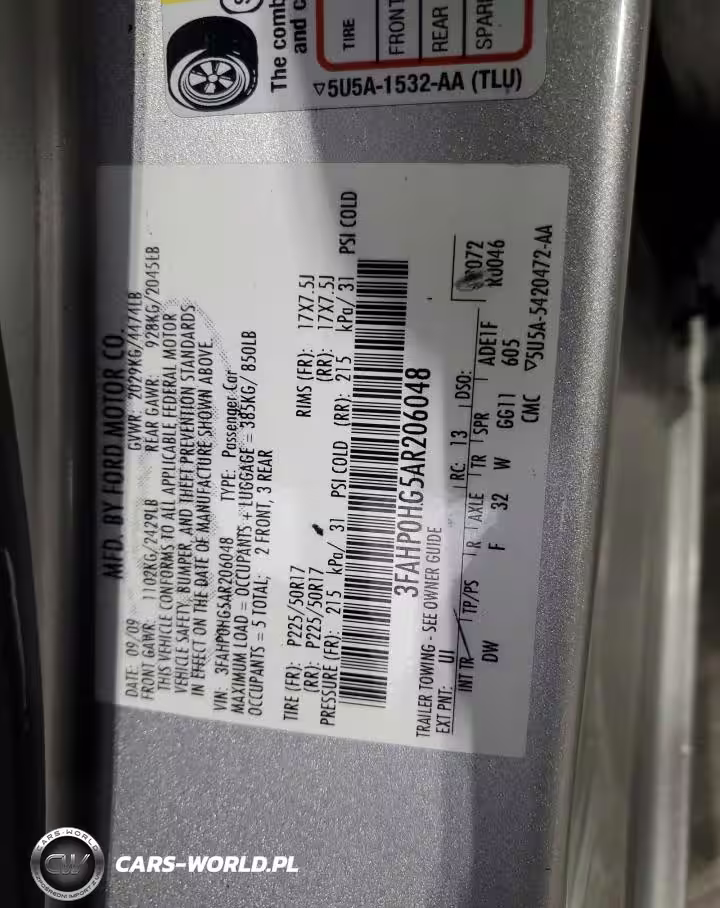 The comb
and c
TIRE
FRONT
REAR
SPAR
▽5U5A-1532-AA (TLU)
MFD. BY FORD MOTOR CO.
DATE: 09/09 GVWR: 2029KG/4474LB
FRONT GAWR: 1102KG/2429LB REAR GAWR: 928KG/2045LB
THIS VEHICLE CONFORMS TO ALL APPLICABLE FEDERAL MOTOR
VEHICLE SAFETY, BUMPER, AND THEFT PREVENTION STANDARDS
IN EFFECT ON THE DATE OF MANUFACTURE SHOWN ABOVE.
VIN: 3FAHP0HG5AR206048 TYPE: Passenger Car
MAXIMUM LOAD = OCCUPANTS + LUGGAGE = 385KG/ 850LB
OCCUPANTS = 5 TOTAL; 2 FRONT, 3 REAR
TIRE (FR): P225/50R17 RIMS (FR): 17X7.5J
(RR): P225/50R17 (RR): 17X7.5J
PRESSURE (FR): 215 kPa/ 31 PSI COLD (RR): 215 kPa/ 31 PSI COLD
3FAHP0HG5AR206048
TRAILER TOWING - SEE OWNER GUIDE
EXT PNT: UI RC: 13 DSO: 072
R0046
INT TR TP/PS R AXLE TR SPR
DW F 32 W GG11 ADE1F
CMC 605
▽5U5A-5420472-AA
CARS-WORLD
CW
CARS-WORLD.PL